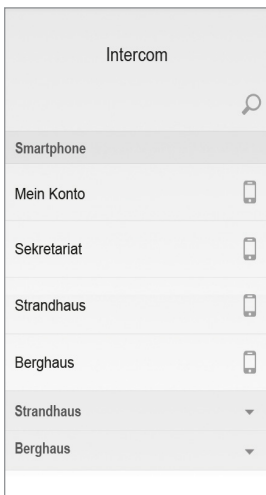 Intercom
Smartphone
Mein Konto
Sekretariat
Strandhaus
Berghaus
Strandhaus
Berghaus